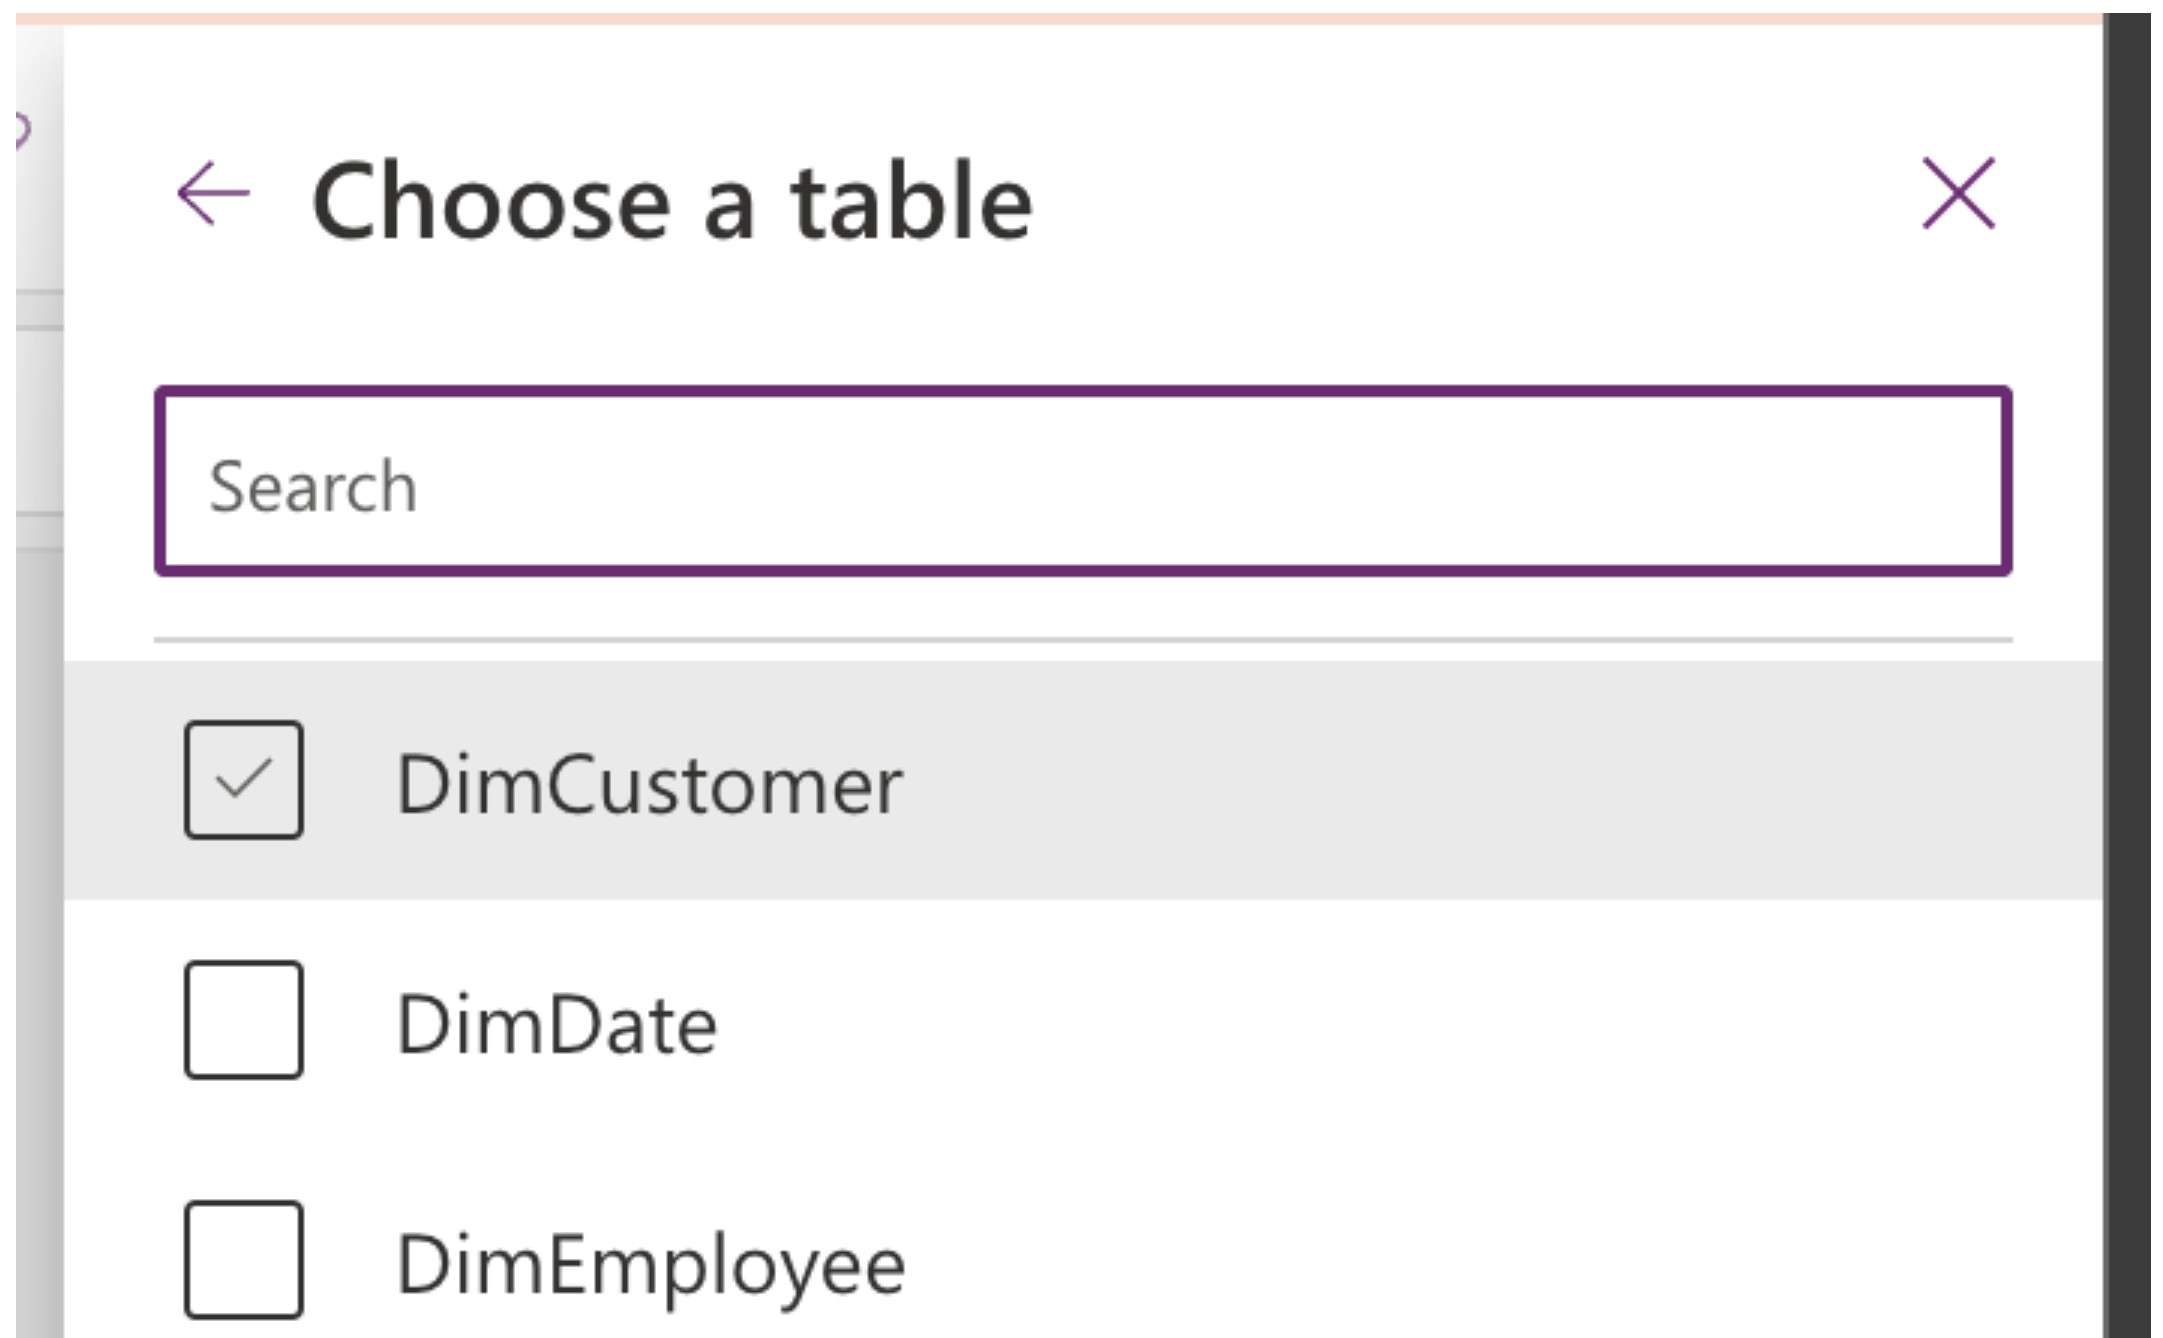 Choose a table
Search
DimCustomer
DimDate
DimEmployee